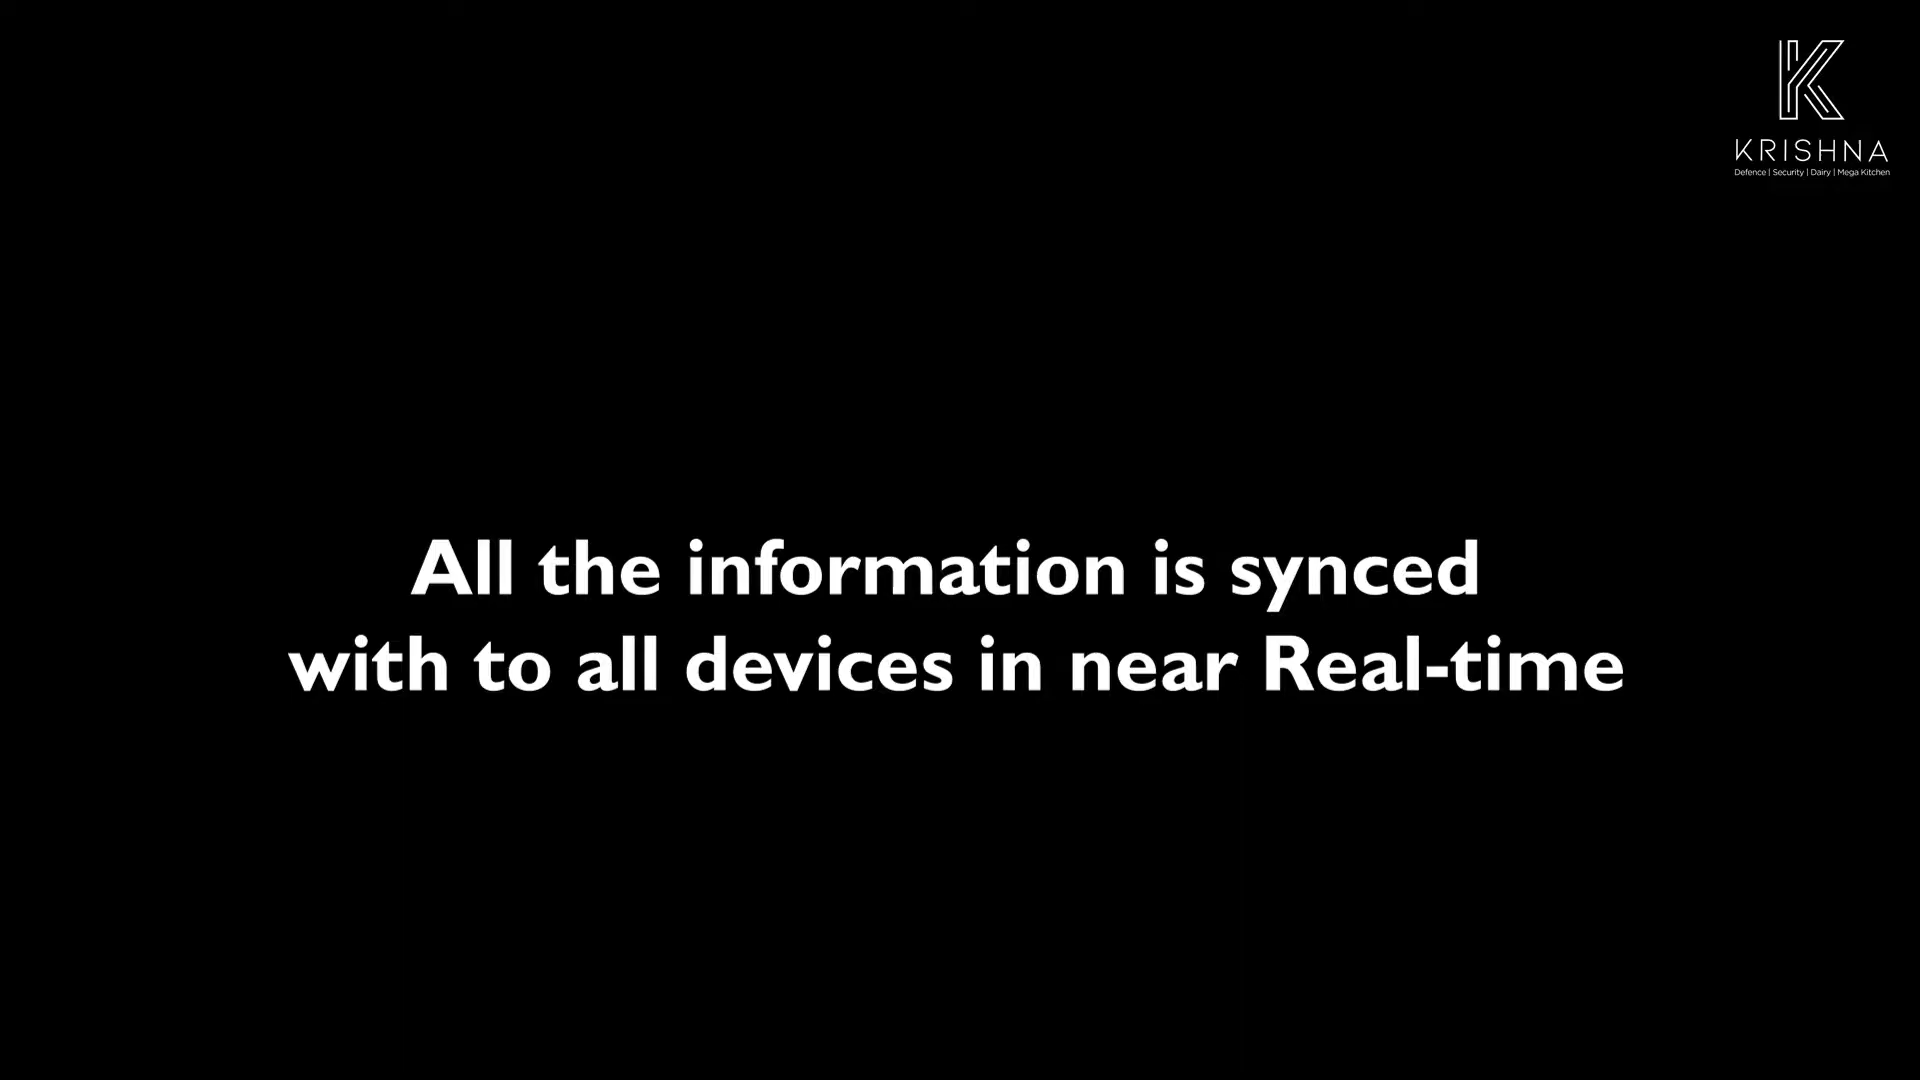 KRISHNA
Defence | Security | Dairy | Mega Kitchen
All the information is synced
with to all devices in near Real-time